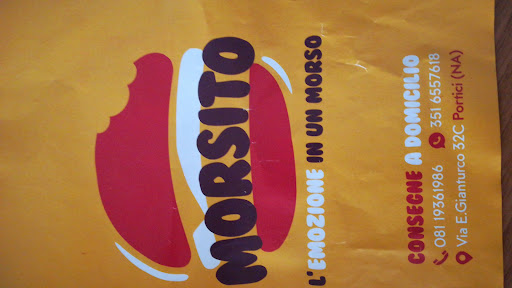 MORSITO
L'EMOZIONE IN UN MORSO
CONSEGNE A DOMICILIO
081 19361986 351 6557618
Via E.Gianturco 32C Portici (NA)